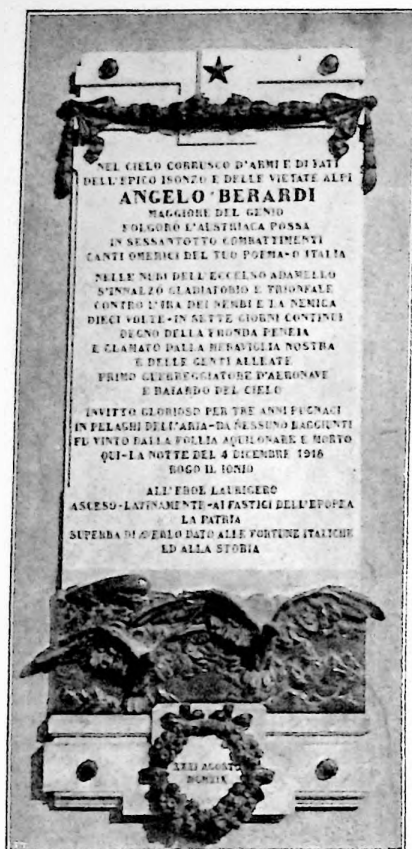 NEL CIELO CORRUSCO D'ARMI E DI FATI
DELL'EPICO ISONZO E DELLE VIETATE ALPI
ANGELO BERARDI
MAGGIORE DEL GENIO
FOLGORO L'AUSTRIACA POSSA
IN SESSANTOTTO COMBATTIMENTI
CANTI OMERICI DEL TUO POEMA-O ITALIA
NELLE NUBI DELL'ECCELSO ADAMELLO
S'INNALZO GLADIATORIO E TRIONFALE
CONTRO L'IRA DEI NEMBI E LA NEMICA
DIECI VOLTE-IN SETTE GIORNI CONTINUI
DEGNO DELLA FRONDA PENEIA
E CLAMATO DALLA MERAVIGLIA NOSTRA
E DELLE GENTI ALLEATE
PRIMO GUERREGGIATORE D'AERONAVE
E BAIARDO DEL CIELO
INVITTO GLORIOSO PER TRE ANNI PUGNACI
IN PELAGHI DELL'ARIA-DA NESSUNO RAGGIUNTI
FU VINTO DALLA FOLLIA AQUILONARE E MORTO
QUI-LA NOTTE DEL 4 DICEMBRE 1918
ROGO IL IONIO
ALL'EROE LAURIGERO
ASCESO-LATINAMENTE-AI FASTIGI DELL'EPOPEA
LA PATRIA
SUPERBA DI AVERLO DATO ALLE FORTUNE ITALICHE
ED ALLA STORIA
AGOSTO
MCMXIX